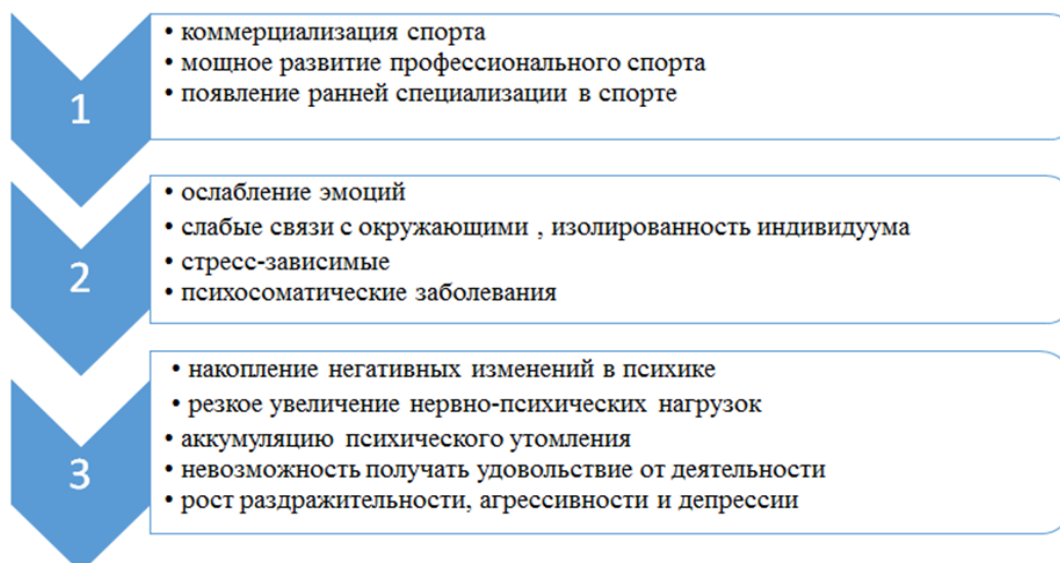 1
• коммерциализация спорта
• мощное развитие профессионального спорта
• появление ранней специализации в спорте
2
• ослабление эмоций
• слабые связи с окружающими , изолированность индивидуума
• стресс-зависимые
• психосоматические заболевания
3
• накопление негативных изменений в психике
• резкое увеличение нервно-психических нагрузок
• аккумуляцию психического утомления
• невозможность получать удовольствие от деятельности
• рост раздражительности, агрессивности и депрессии